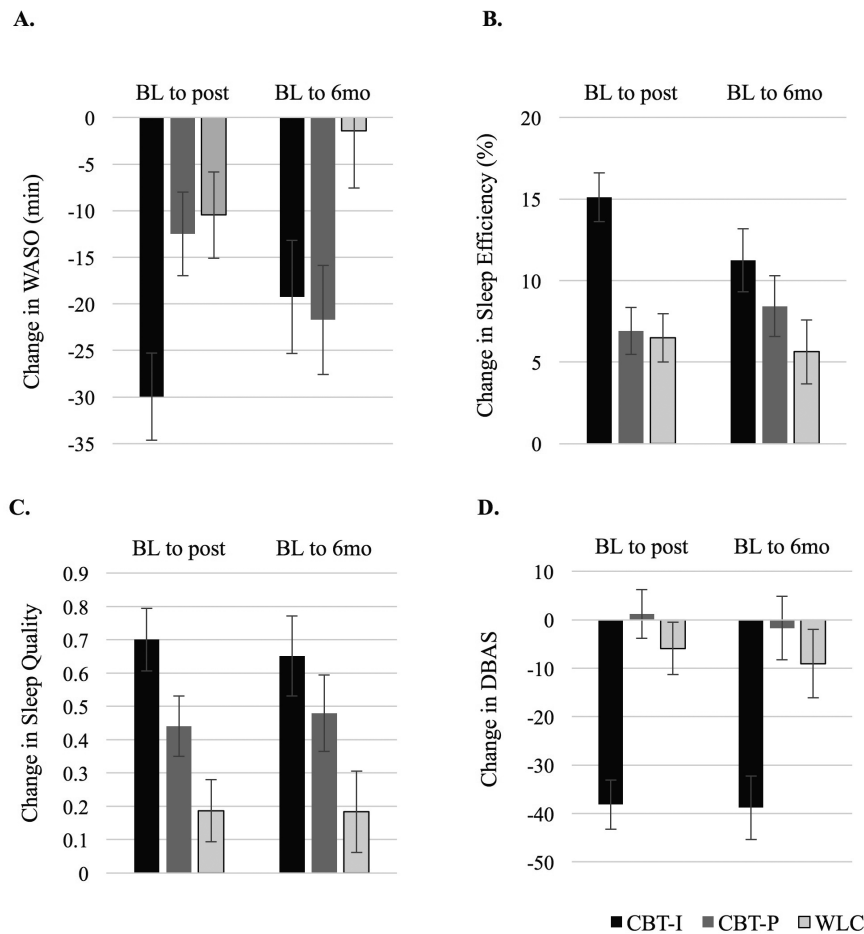 A.
BL to post BL to 6mo
0
-5
-10
-15
-20
-25
-30
-35
Change in WASO (min)
B.
BL to post BL to 6mo
20
15
10
5
0
Change in Sleep Efficiency (%)
C.
BL to post BL to 6mo
0.9
0.8
0.7
0.6
0.5
0.4
0.3
0.2
0.1
0
Change in Sleep Quality
D.
BL to post BL to 6mo
10
0
-10
-20
-30
-40
-50
Change in DBAS
CBT-I CBT-P WLC